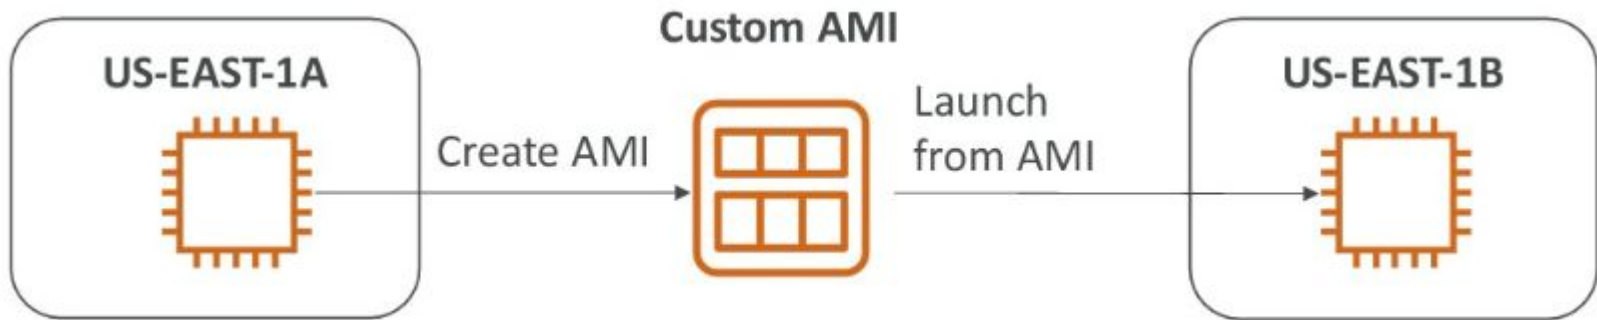 Custom AMI
US-EAST-1A
Create AMI
Launch
from AMI
US-EAST-1B